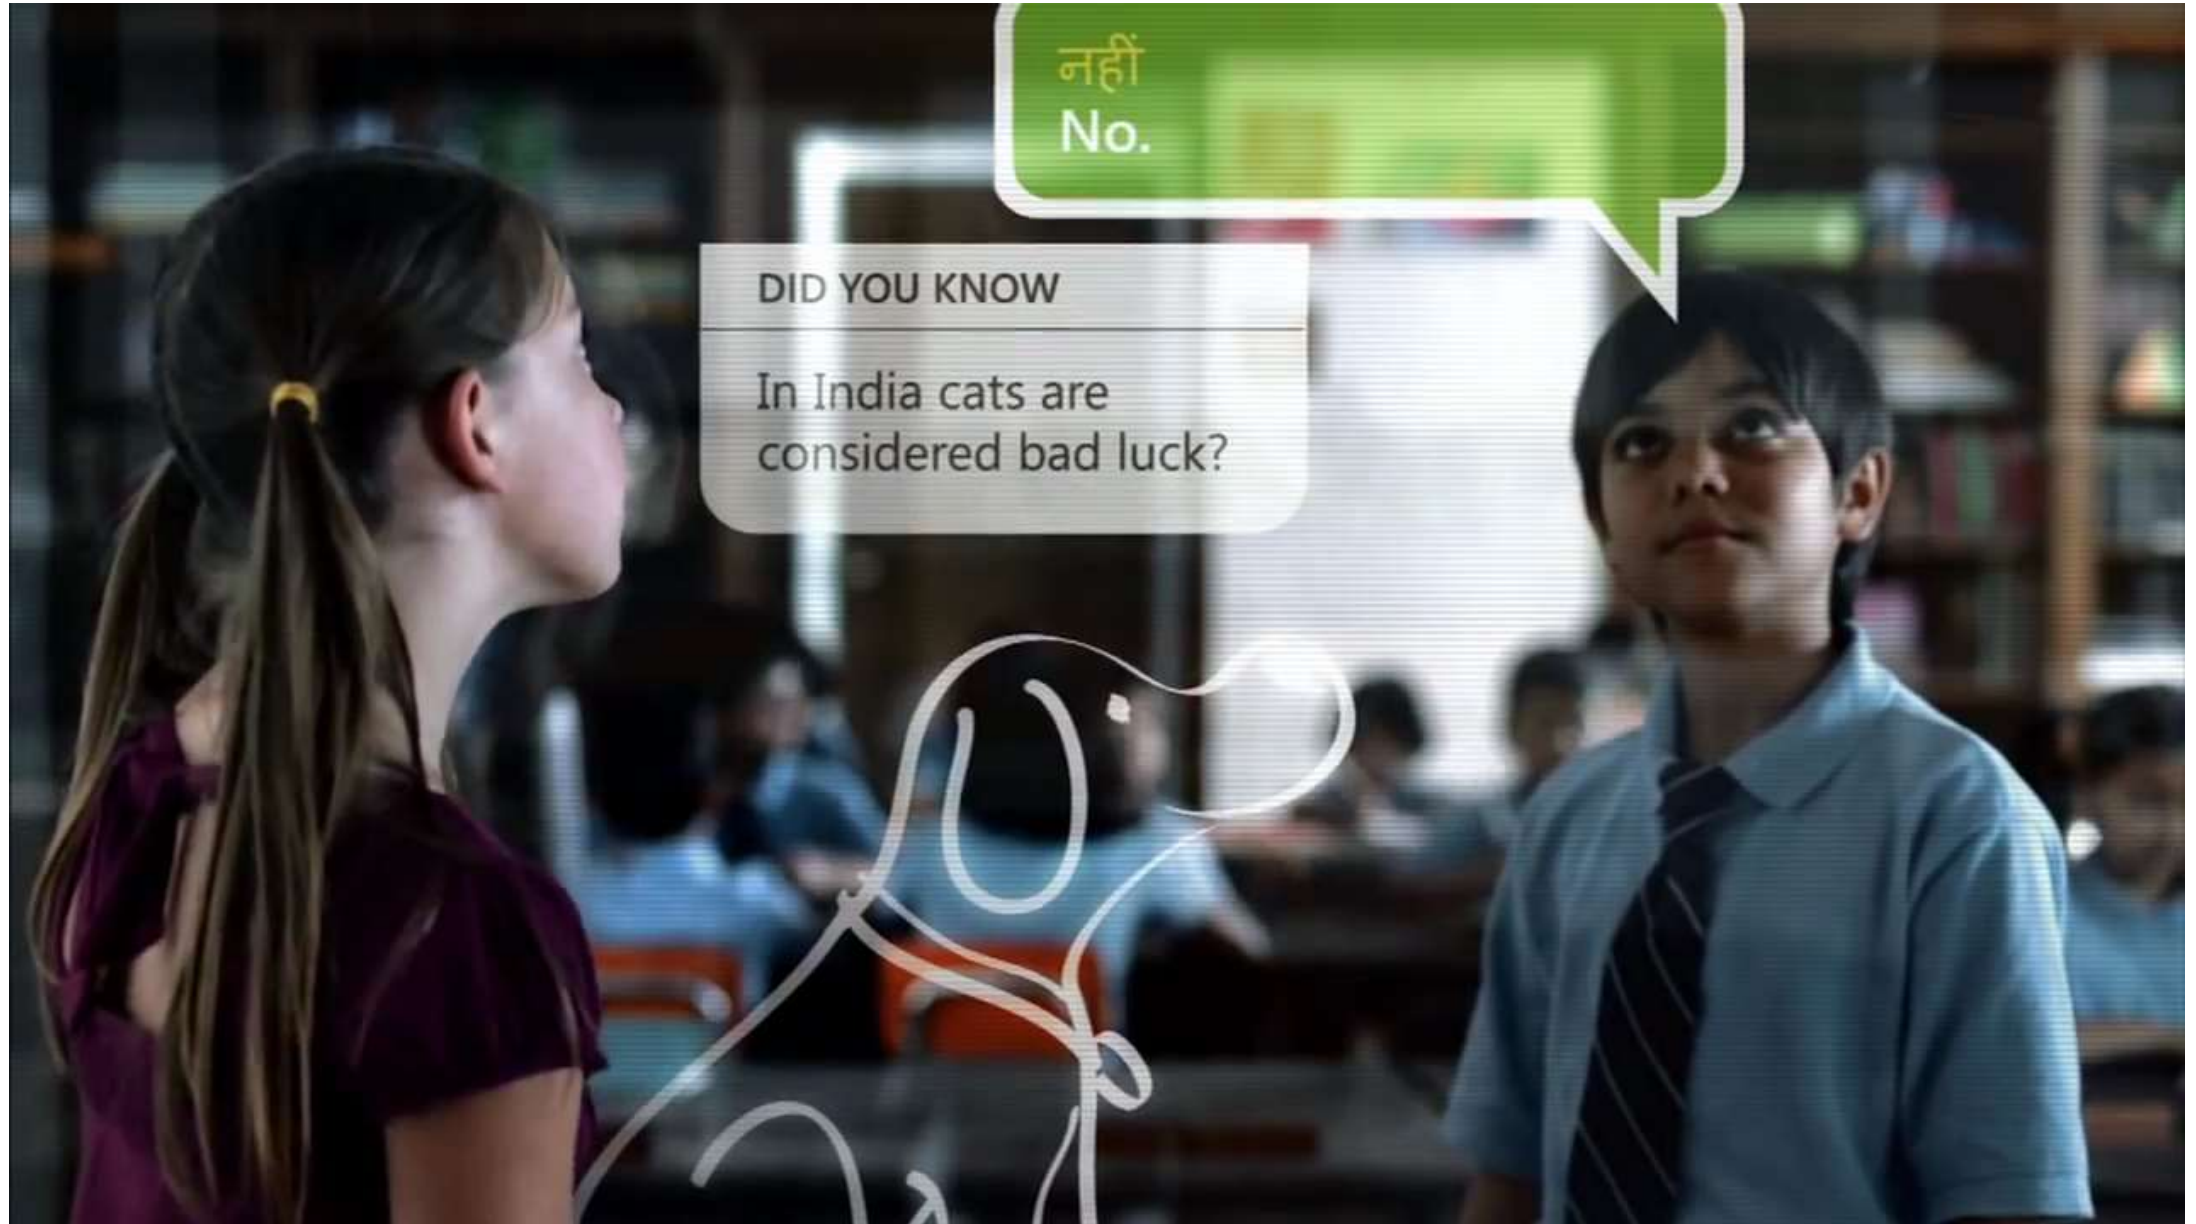 नहीं
No.
DID YOU KNOW
In India cats are
considered bad luck?